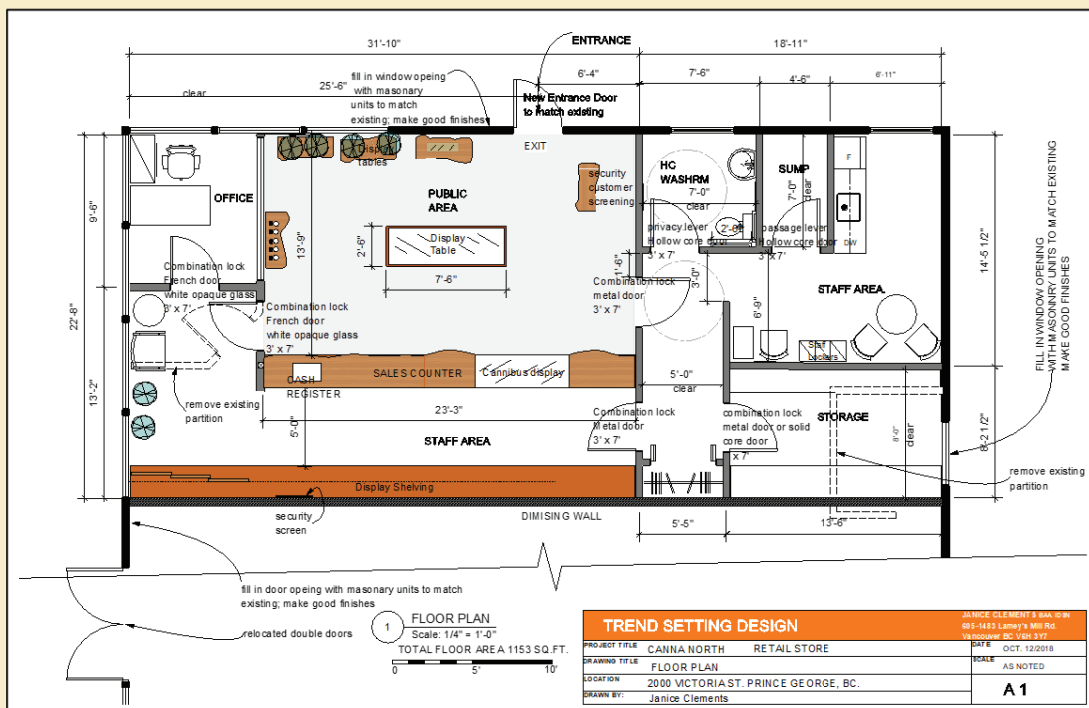 31'-10"
ENTRANCE
18'-11"
7'-6"
4'-6"
6'-11"
6'-4"
25'-6"
clear
fill in window opeing
with masonary
units to match
existing; make good finishes
New Entrance Door
to match existing
EXIT
Display
tables
PUBLIC
AREA
security
customer
screening
HC
WASHRM
7'-0"
clear
SUMP
7'-0"
clear
F
DW
OFFICE
9'-6"
22'-8"
13'-2"
13'-9"
2'-6"
Display
Table
7'-6"
privacy lever
Hollow core door
3' x 7'
2'-0"
passage lever
Hollow core door
3' x 7'
1'-6"
3'-0"
6'-9"
STAFF AREA.
14'-5 1/2"
FILL IN WINDOW OPENING
WITH MASONRY UNITS TO MATCH EXISTING
MAKE GOOD FINISHES
Combination lock
French door
white opaque glass
3' x 7'
Combination lock
French door
white opaque glass
3' x 7'
Combination lock
metal door
3' x 7'
Staff
Lockers
SALES COUNTER
Cannibus display
CASH
REGISTER
5'-0"
clear
remove existing
partition
23'-3"
5'-0"
STAFF AREA
Combination lock
Metal door
3' x 7'
combination lock
metal door or solid
core door
x 7'
STORAGE
8'-0"
clear
8'-2 1/2"
remove existing
partition
Display Shelving
security
screen
DIMISING WALL
5'-5"
13'-6"
fill in door opeing with masonary units to match
existing; make good finishes
relocated double doors
1
FLOOR PLAN
Scale: 1/4" = 1'-0"
TOTAL FLOOR AREA 1153 SQ.FT.
0
5'
10'
TREND SETTING DESIGN
JANICE CLEMENTS BAA IDIN
605-1483 Lamey's Mill Rd.
Vancouver BC V6H 3Y7
PROJECT TITLE CANNA NORTH RETAIL STORE
DATE OCT. 12/2018
DRAWING TITLE FLOOR PLAN
SCALE AS NOTED
LOCATION 2000 VICTORIA ST. PRINCE GEORGE, BC.
DRAWN BY: Janice Clements
A 1